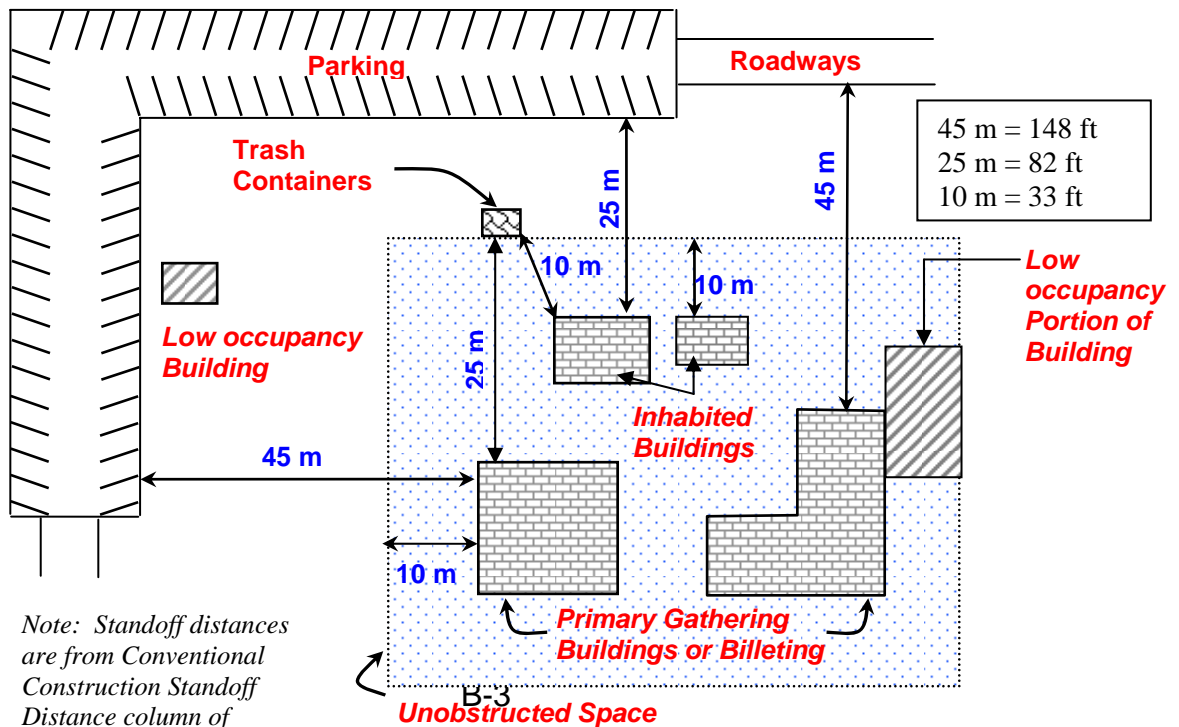 Parking
Roadways
45 m = 148 ft
25 m = 82 ft
10 m = 33 ft
Trash
Containers
25 m
45 m
10 m
10 m
Low
occupancy
Portion of
Building
Low occupancy
Building
25 m
Inhabited
Buildings
45 m
10 m
Primary Gathering
Buildings or Billeting
Note: Standoff distances
are from Conventional
Construction Standoff
Distance column of
B-3
Unobstructed Space